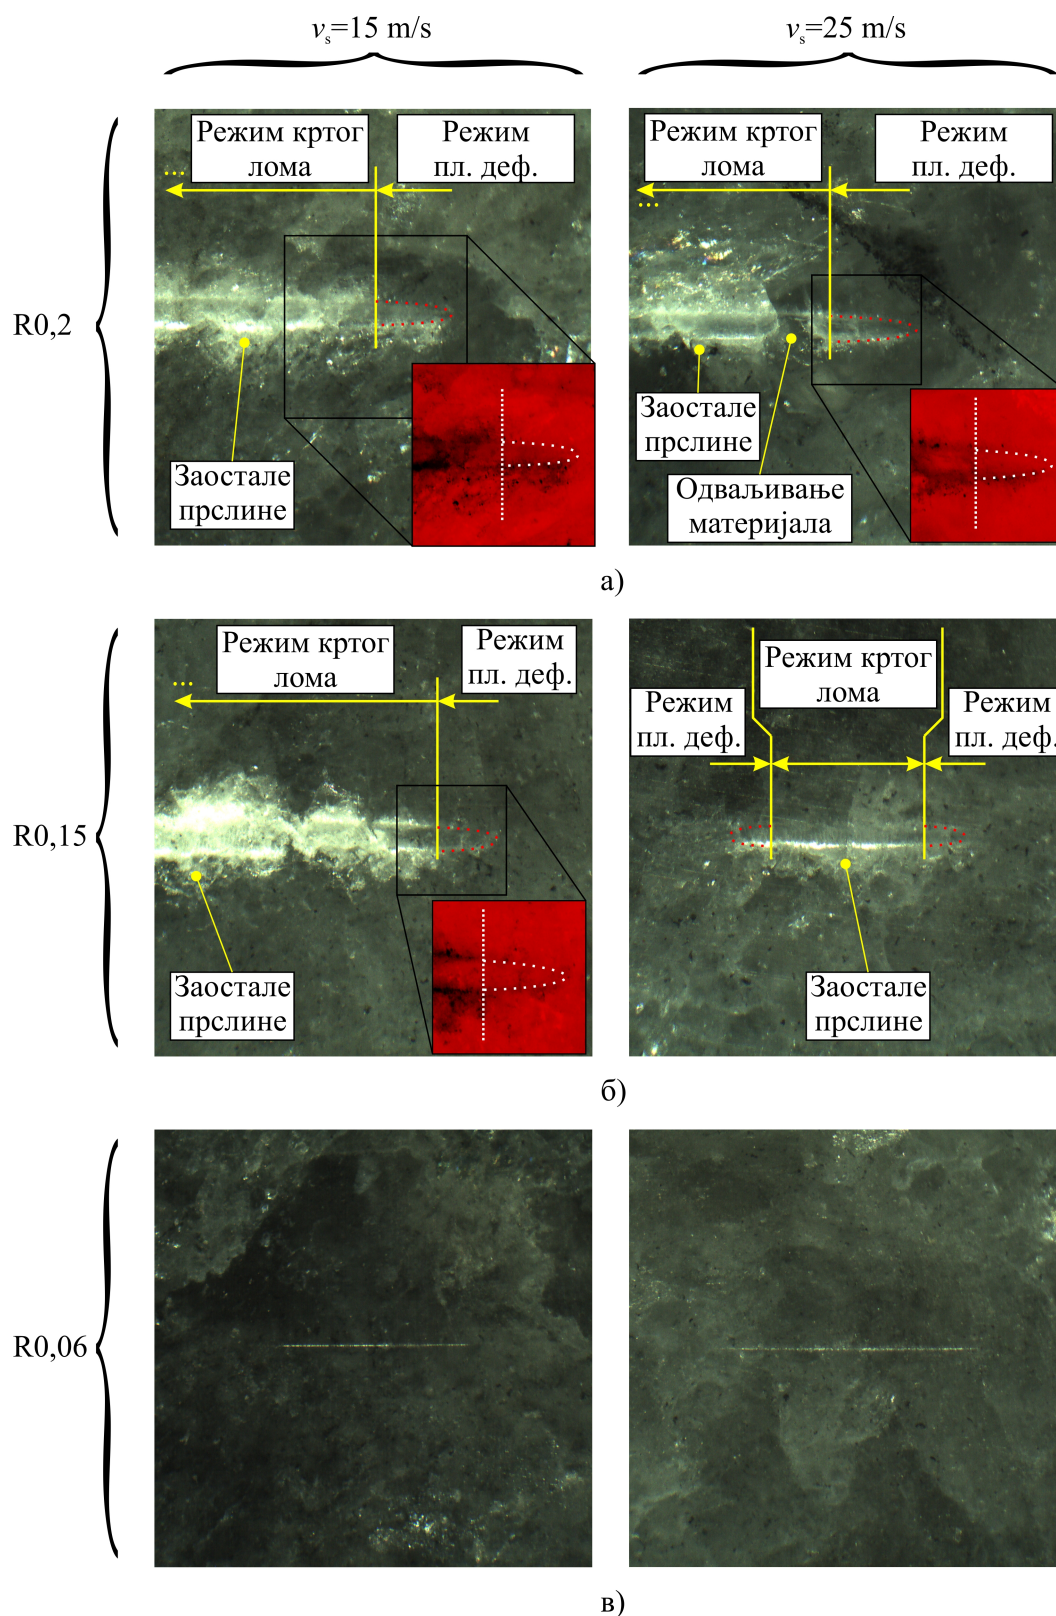 vs=15 m/s
vs=25 m/s
R0,2
Режим кртог
лома
Режим
пл. деф.
...
Заостале
прслине
Режим кртог
лома
Режим
пл. деф.
...
Заостале
прслине
Одваљивање
материјала
а)
R0,15
Режим кртог
лома
Режим
пл. деф.
...
Заостале
прслине
Режим кртог
лома
Режим
пл. деф.
Режим
пл. деф.
Заостале
прслине
б)
R0,06
в)